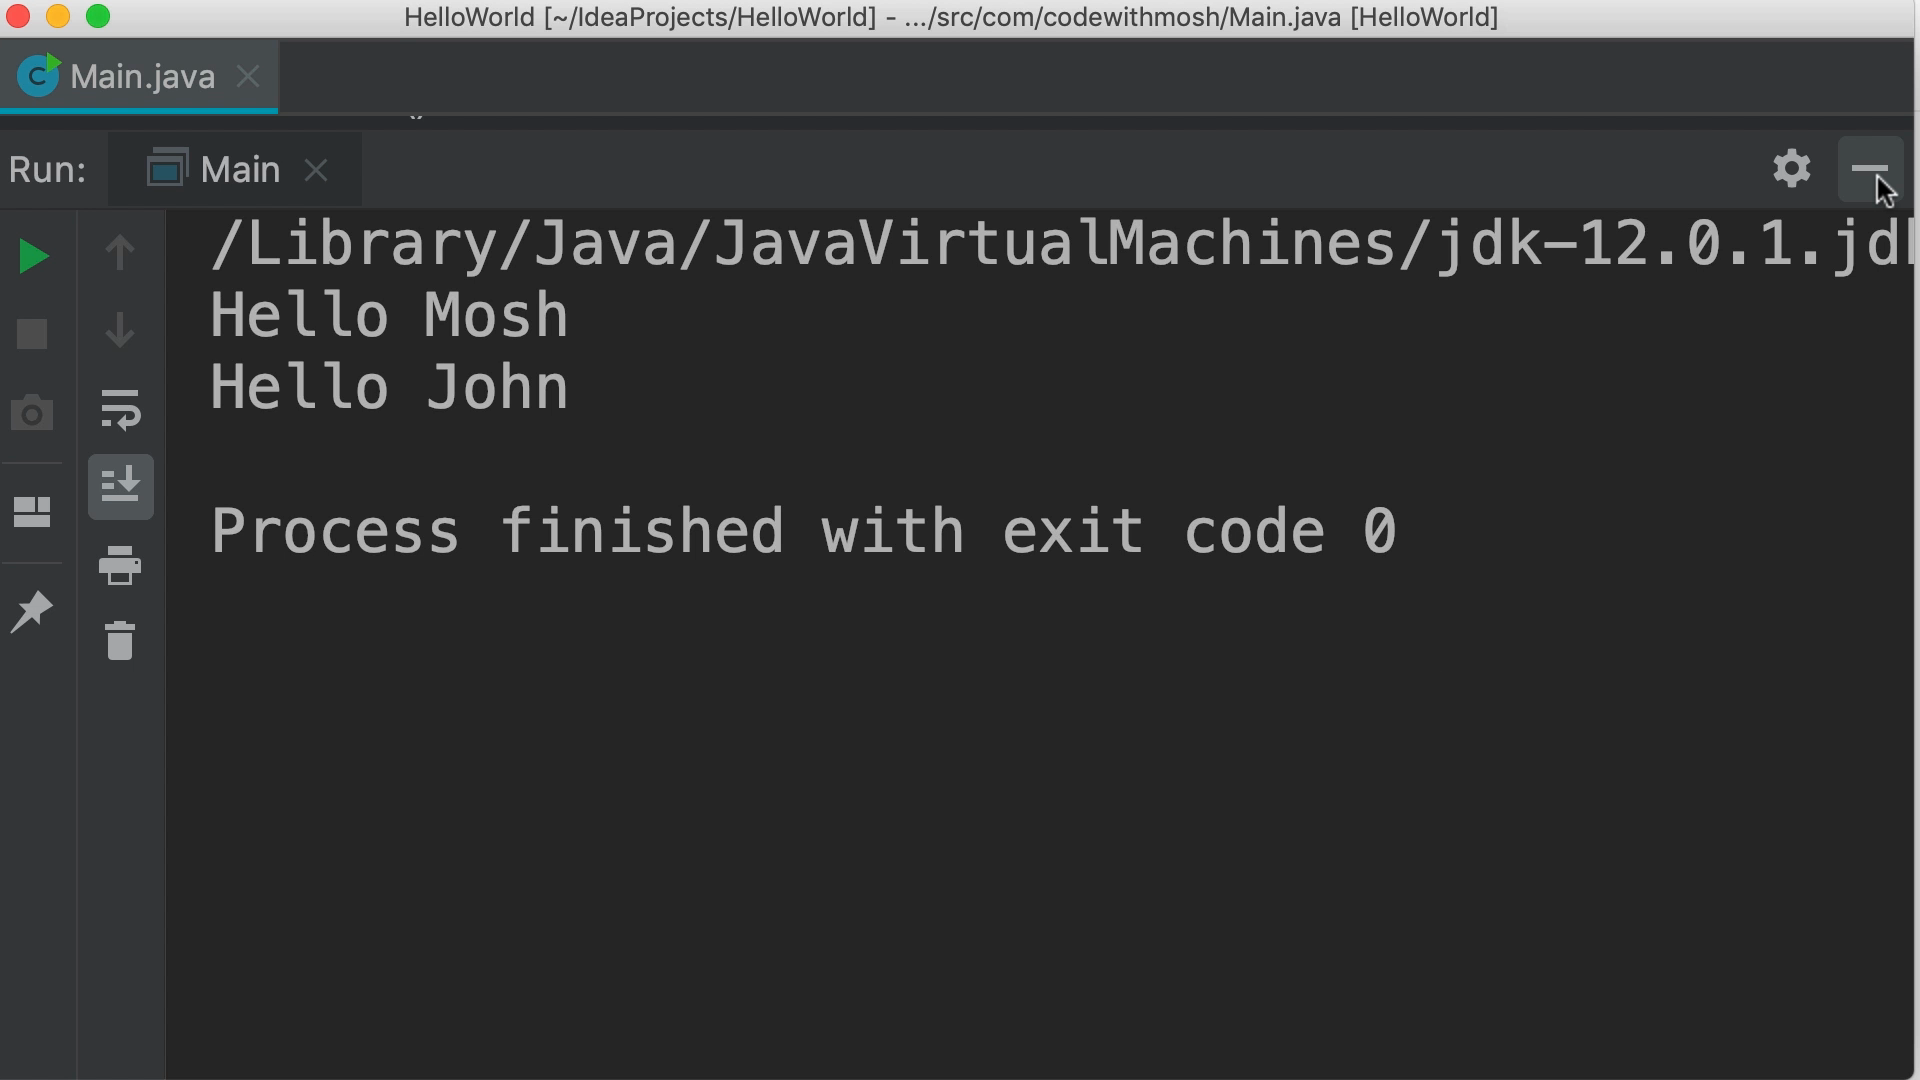 HelloWorld [~/IdeaProjects/HelloWorld] - .../src/com/codewithmosh/Main.java [HelloWorld]
Main.java
Run: Main
/Library/Java/JavaVirtualMachines/jdk-12.0.1.jd
Hello Mosh
Hello John
Process finished with exit code 0